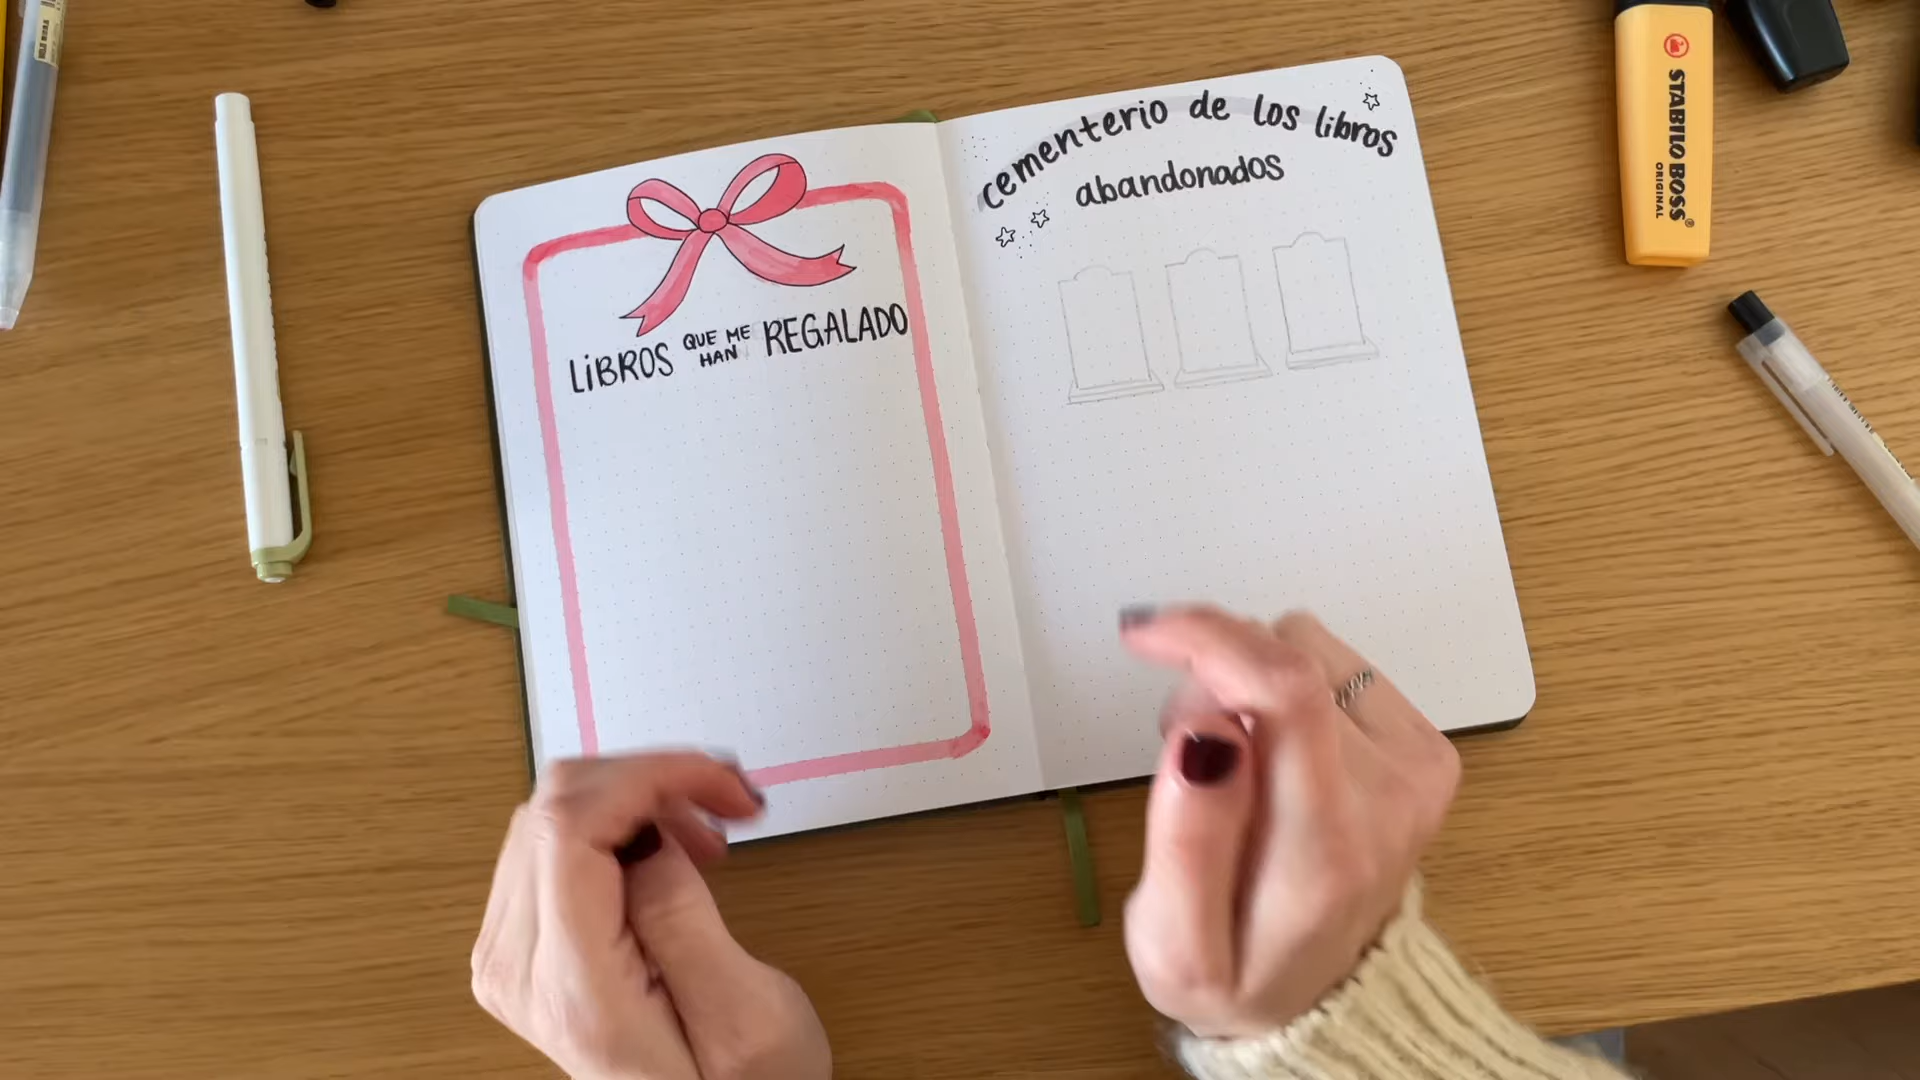 LiBROS QUE ME HAN REGALADO
cementerio de los libros
abandonados
STABILO BOSS®
ORIGINAL